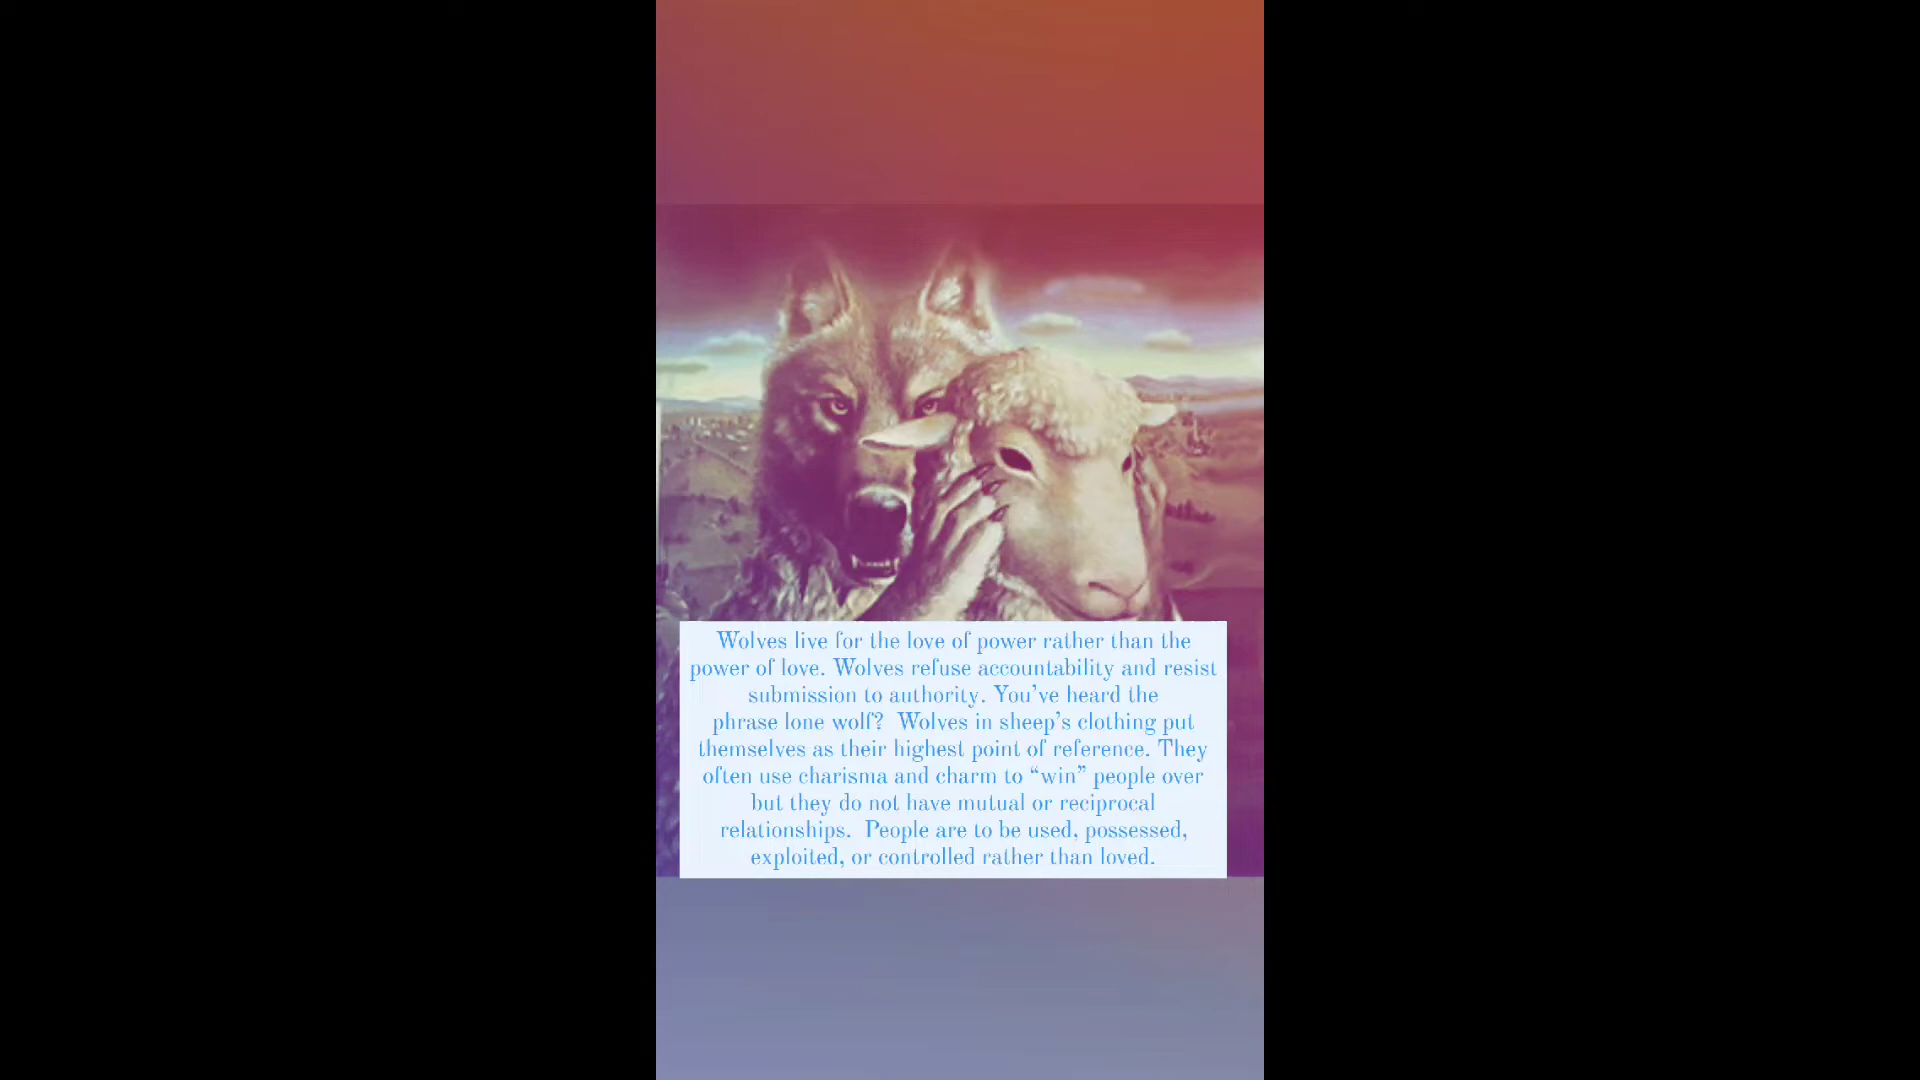 Wolves live for the love of power rather than the
power of love. Wolves refuse accountability and resist
submission to authority. You’ve heard the
phrase lone wolf?  Wolves in sheep’s clothing put
themselves as their highest point of reference. They
often use charisma and charm to “win” people over
but they do not have mutual or reciprocal
relationships.  People are to be used, possessed,
exploited, or controlled rather than loved.